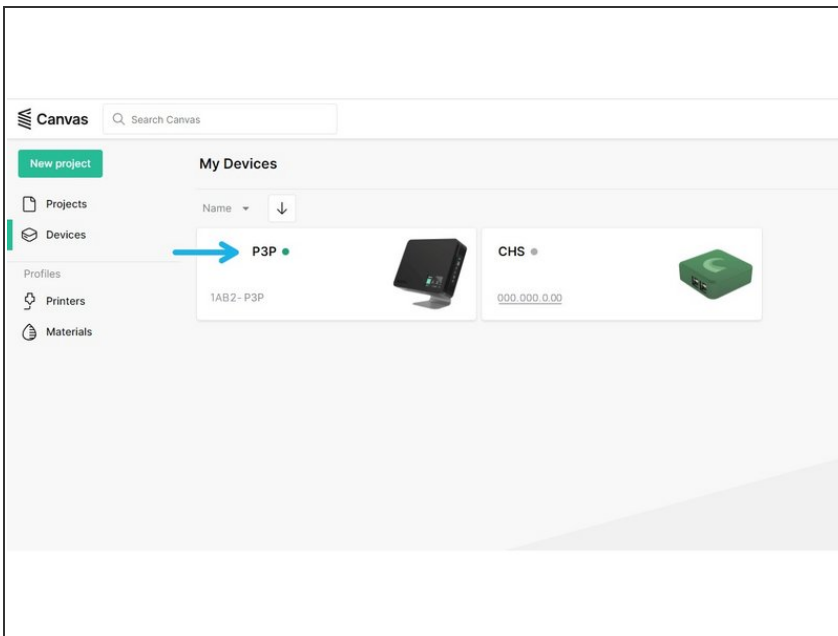 Canvas
Search Canvas
New project
My Devices
Projects
Name
Devices
P3P
CHS
Profiles
1AB2- P3P
000.000.0.00
Printers
Materials